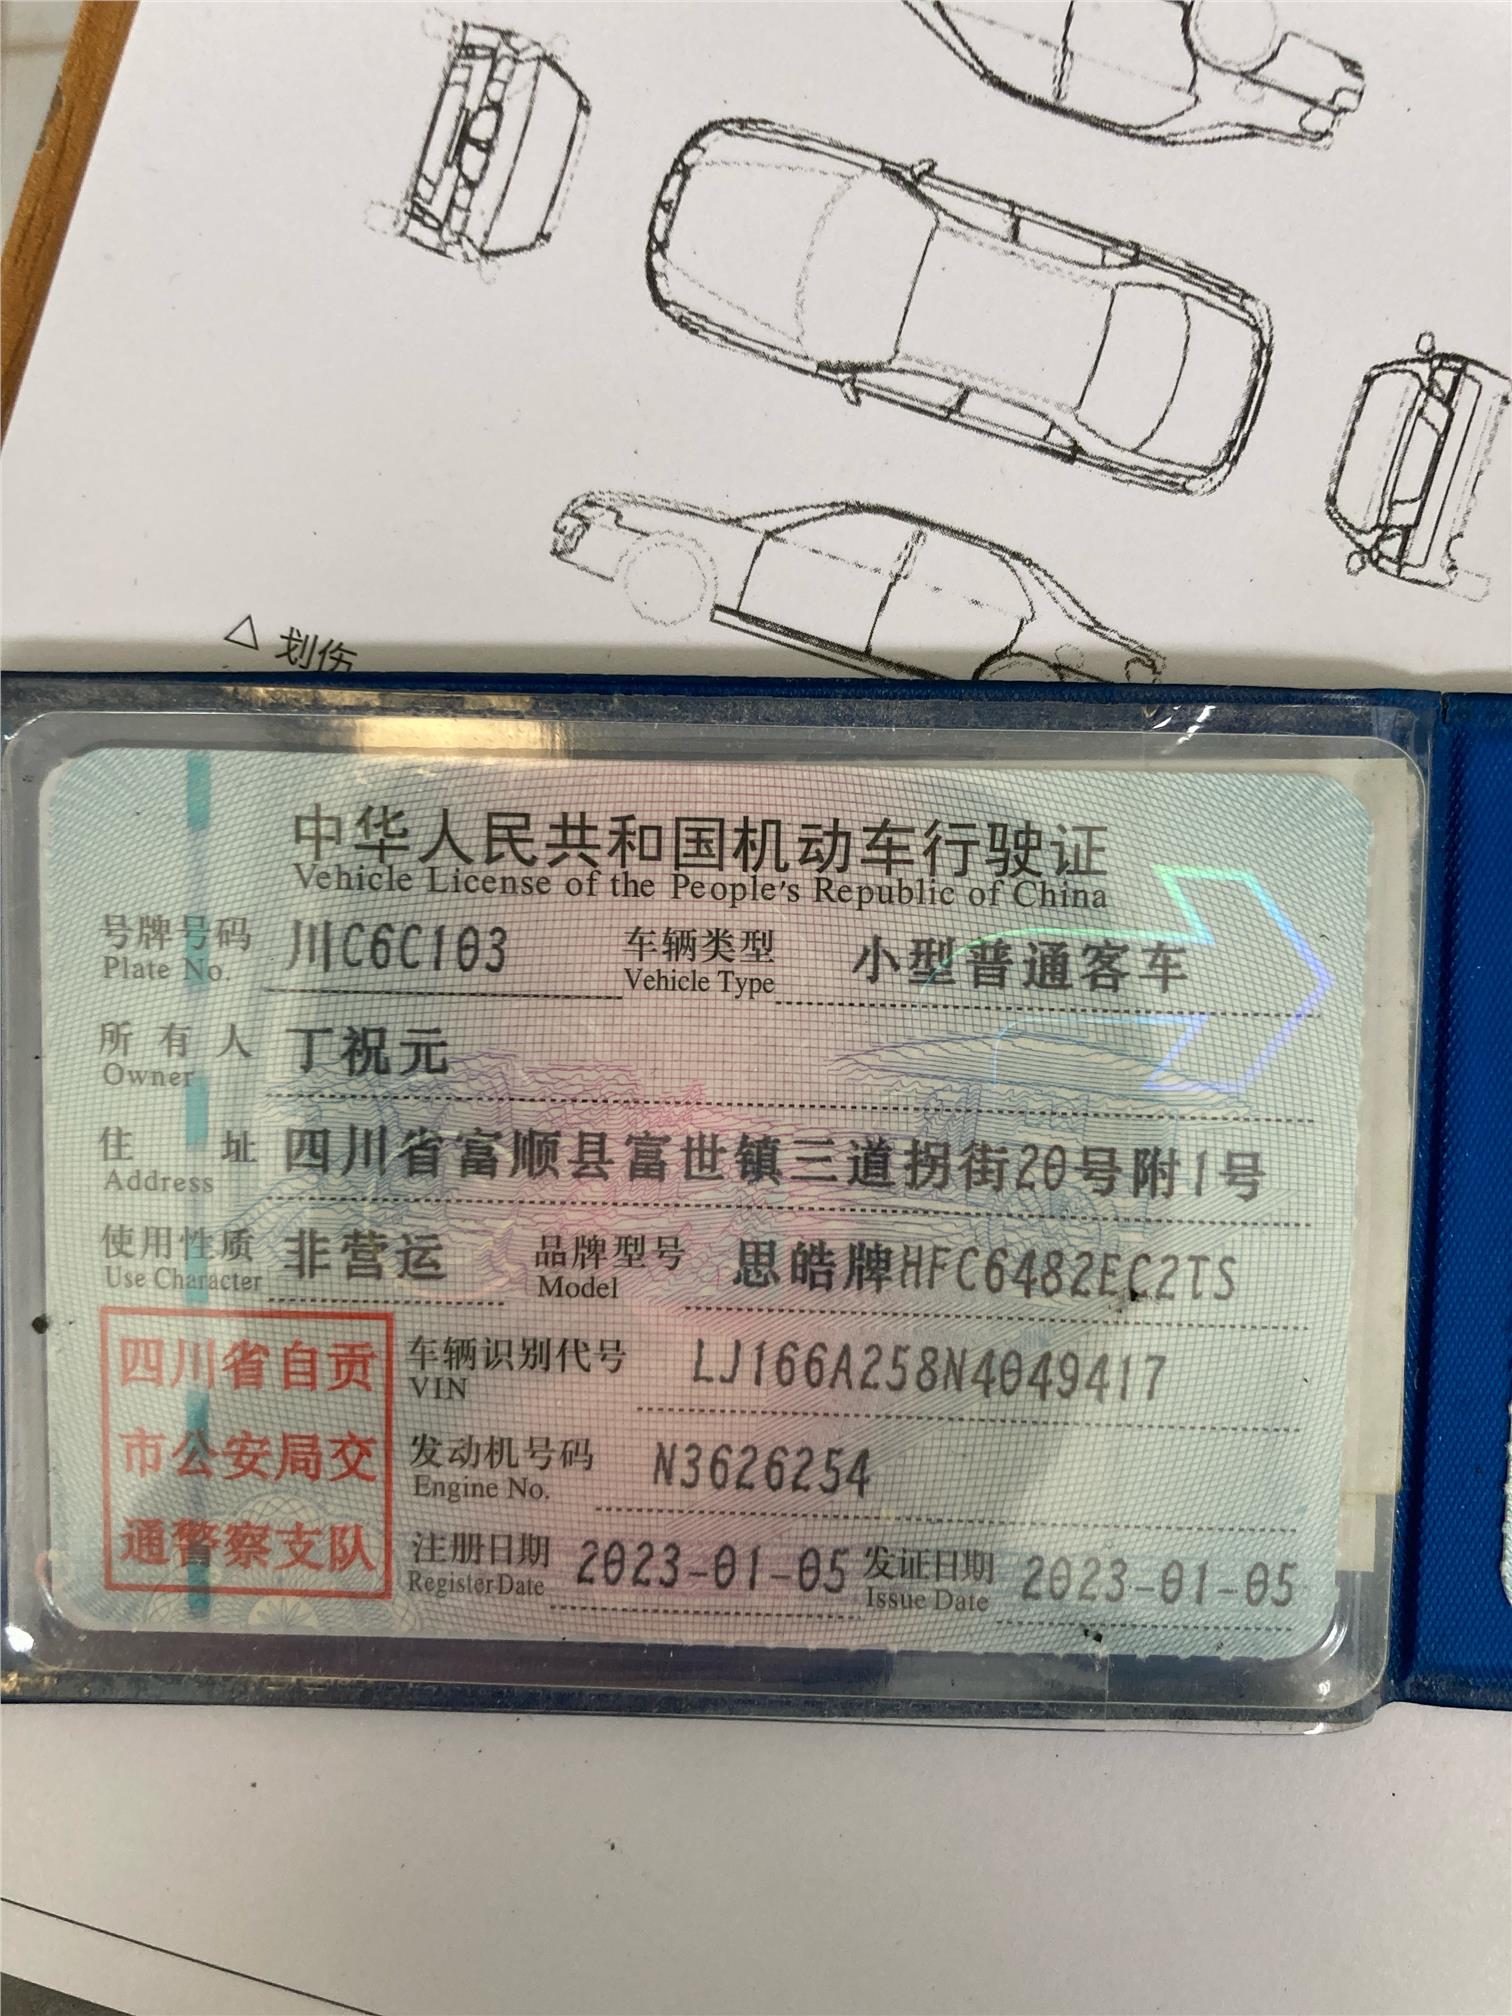 △ 划伤
中华人民共和国机动车行驶证
Vehicle License of the People's Republic of China
号牌号码 川C6C103 车辆类型 小型普通客车
Plate No. Vehicle Type
所有人 丁祝元
Owner
住址 四川省富顺县富世镇三道拐街20号附1号
Address
使用性质 非营运 品牌型号 思皓牌HFC6482EC2TS
Use Character Model
四川省自贡
市公安局交
通警察支队
车辆识别代号 LJ166A258N4049417
VIN
发动机号码 N3626254
Engine No.
注册日期 2023-01-05 发证日期 2023-01-05
Register Date Issue Date